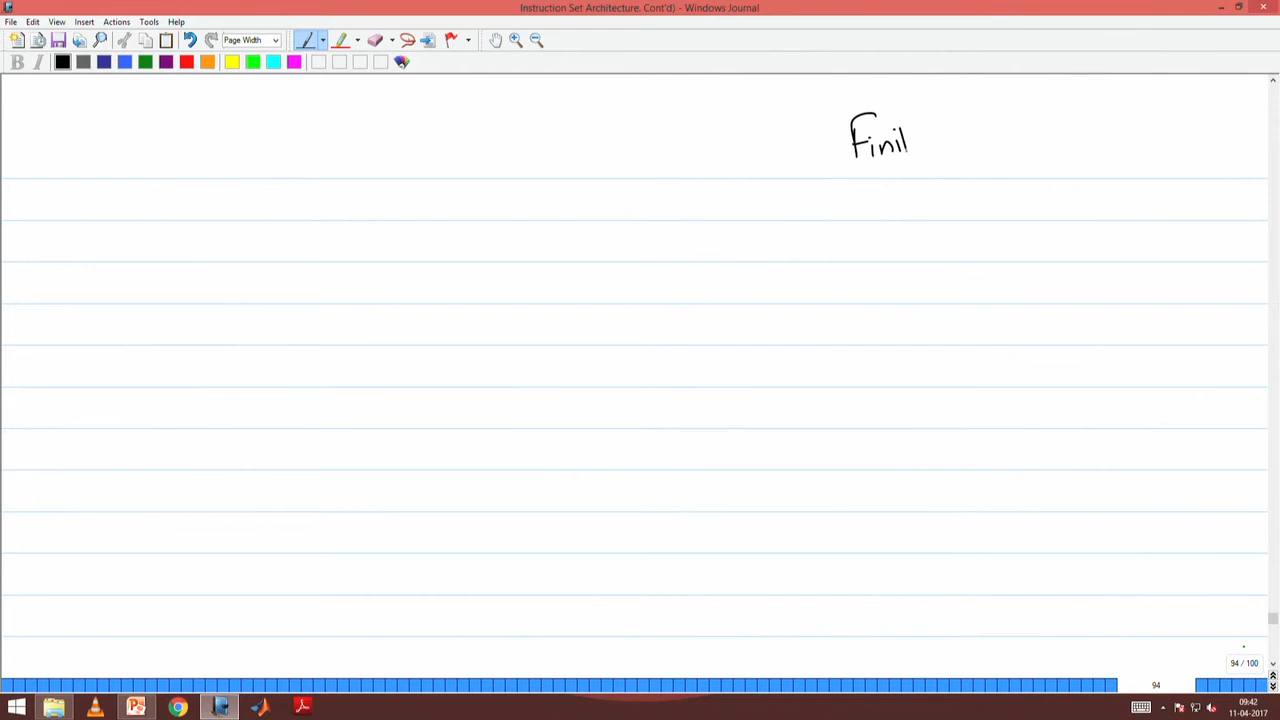 Instruction Set Architecture. Cont'd) - Windows Journal
File Edit View Insert Actions Tools Help
Page Width
B I
Finil
94 / 100
94
09:42
11-04-2017